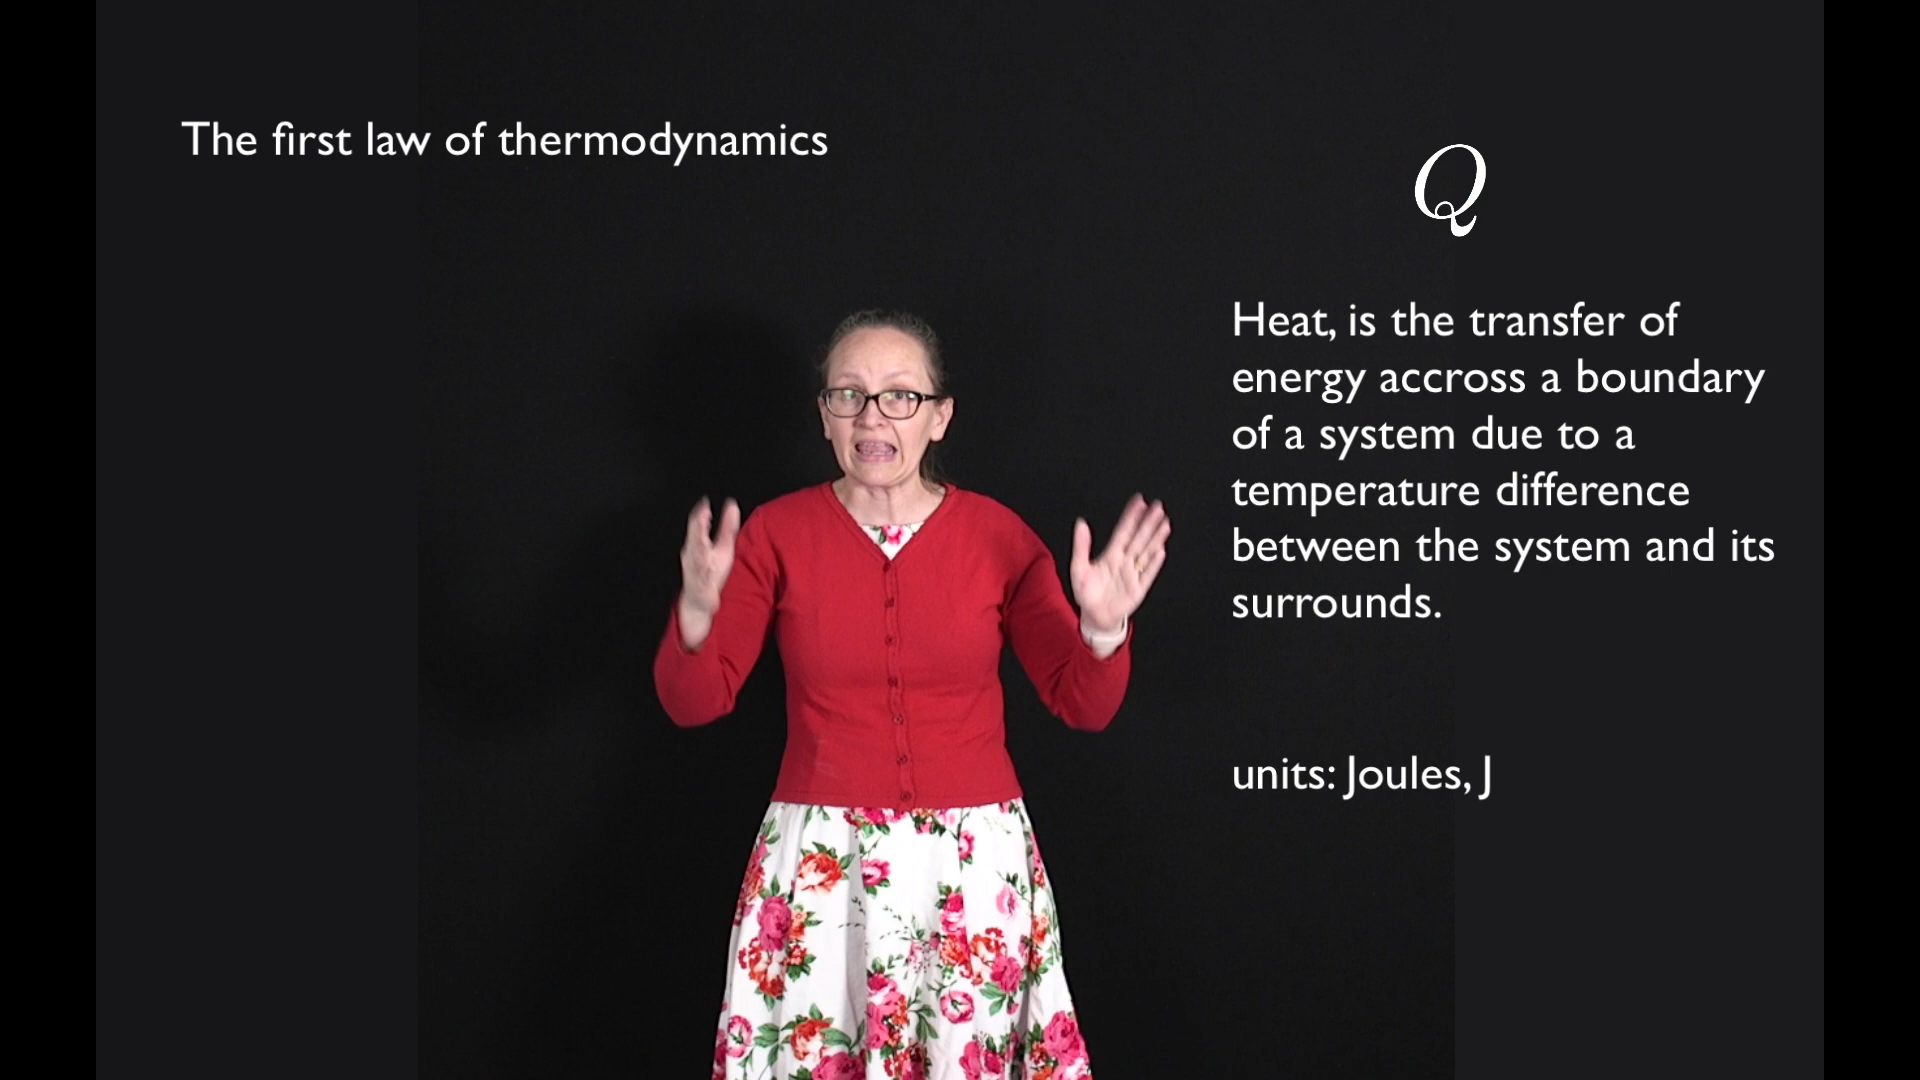 The first law of thermodynamics
Q
Heat, is the transfer of
energy accross a boundary
of a system due to a
temperature difference
between the system and its
surrounds.
units: Joules, J